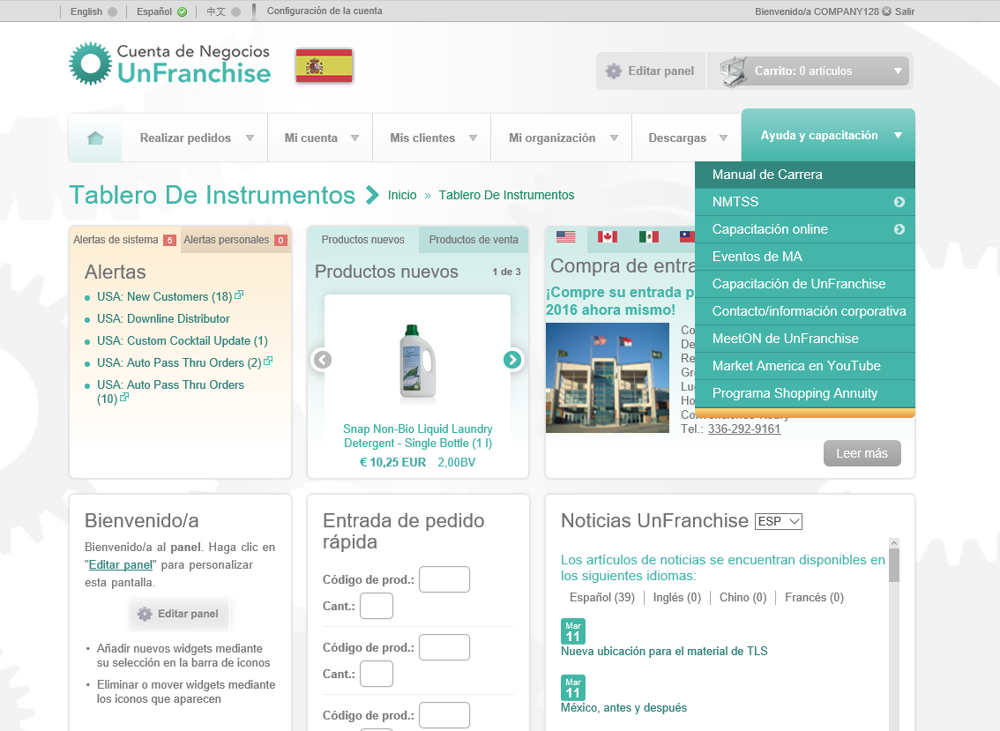 English
Español
中文
Configuración de la cuenta
Bienvenido/a COMPANY128
Salir
Cuenta de Negocios
UnFranchise
Editar panel
Carrito: 0 artículos
Realizar pedidos
Mi cuenta
Mis clientes
Mi organización
Descargas
Ayuda y capacitación
Manual de Carrera
NMTSS
Capacitación online
Eventos de MA
Capacitación de UnFranchise
Contacto/información corporativa
MeetON de UnFranchise
Market America en YouTube
Programa Shopping Annuity
Tablero De Instrumentos
Inicio » Tablero De Instrumentos
Alertas de sistema 5
Alertas personales 0
Alertas
USA: New Customers (18)
USA: Downline Distributor
USA: Custom Cocktail Update (1)
USA: Auto Pass Thru Orders (2)
USA: Auto Pass Thru Orders
(10)
Productos nuevos
Productos de venta
Productos nuevos
1 de 3
Snap Non-Bio Liquid Laundry
Detergent - Single Bottle (1 l)
€ 10,25 EUR 2,00BV
Compra de entra
¡Compre su entrada p
2016 ahora mismo!
Co
De
Re
Gr
Lu
Ho
Tel.: 336-292-9161
Leer más
Bienvenido/a
Bienvenido/a al panel. Haga clic en
"Editar panel" para personalizar
esta pantalla.
Editar panel
• Añadir nuevos widgets mediante
su selección en la barra de iconos
• Eliminar o mover widgets mediante
los iconos que aparecen
Entrada de pedido
rápida
Código de prod.:
Cant.:
Código de prod.:
Cant.:
Código de prod.:
Noticias UnFranchise
ESP
Los artículos de noticias se encuentran disponibles en
los siguientes idiomas:
Español (39)
Inglés (0)
Chino (0)
Francés (0)
Mar
11
Nueva ubicación para el material de TLS
Mar
11
México, antes y después